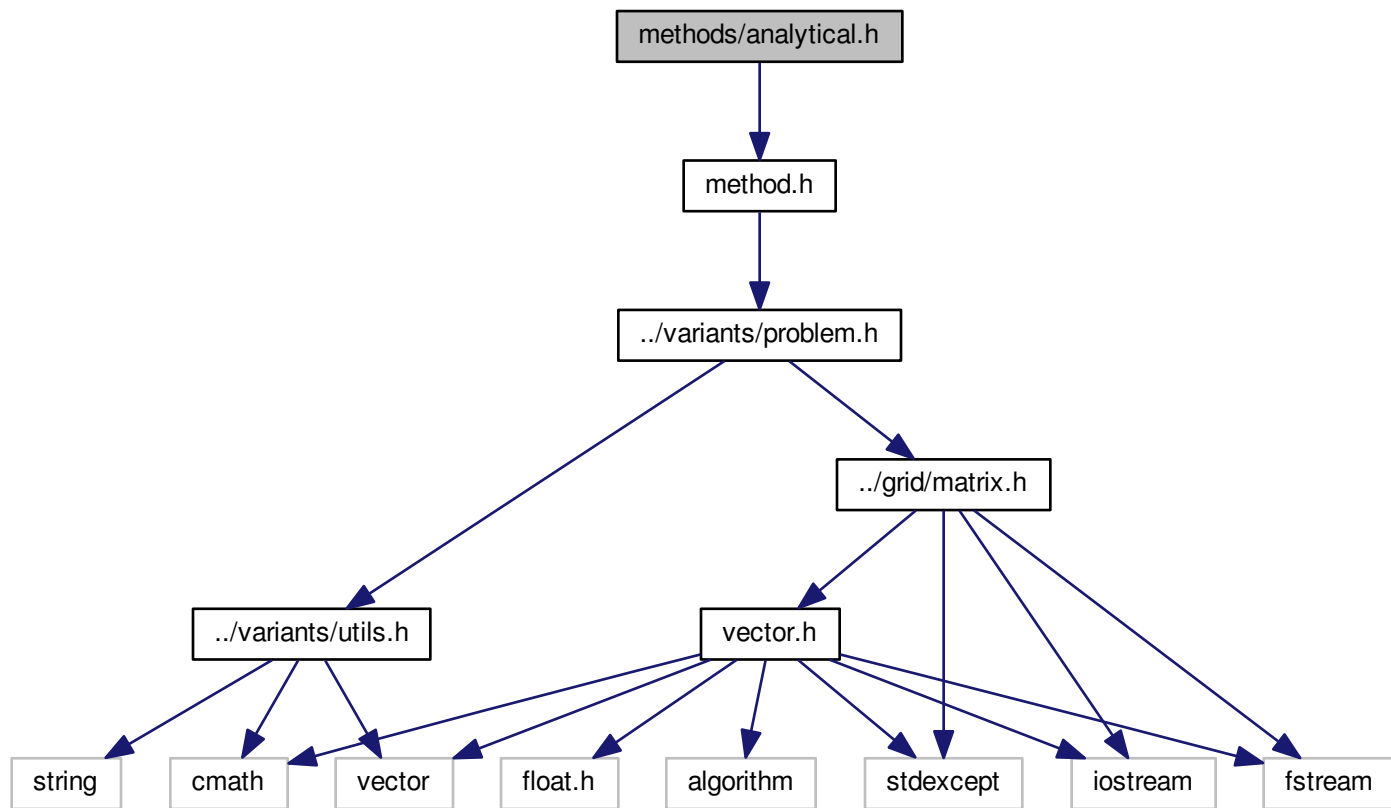 methods/analytical.h
method.h
../variants/problem.h
../grid/matrix.h
../variants/utils.h
vector.h
string
cmath
vector
float.h
algorithm
stdexcept
iostream
fstream